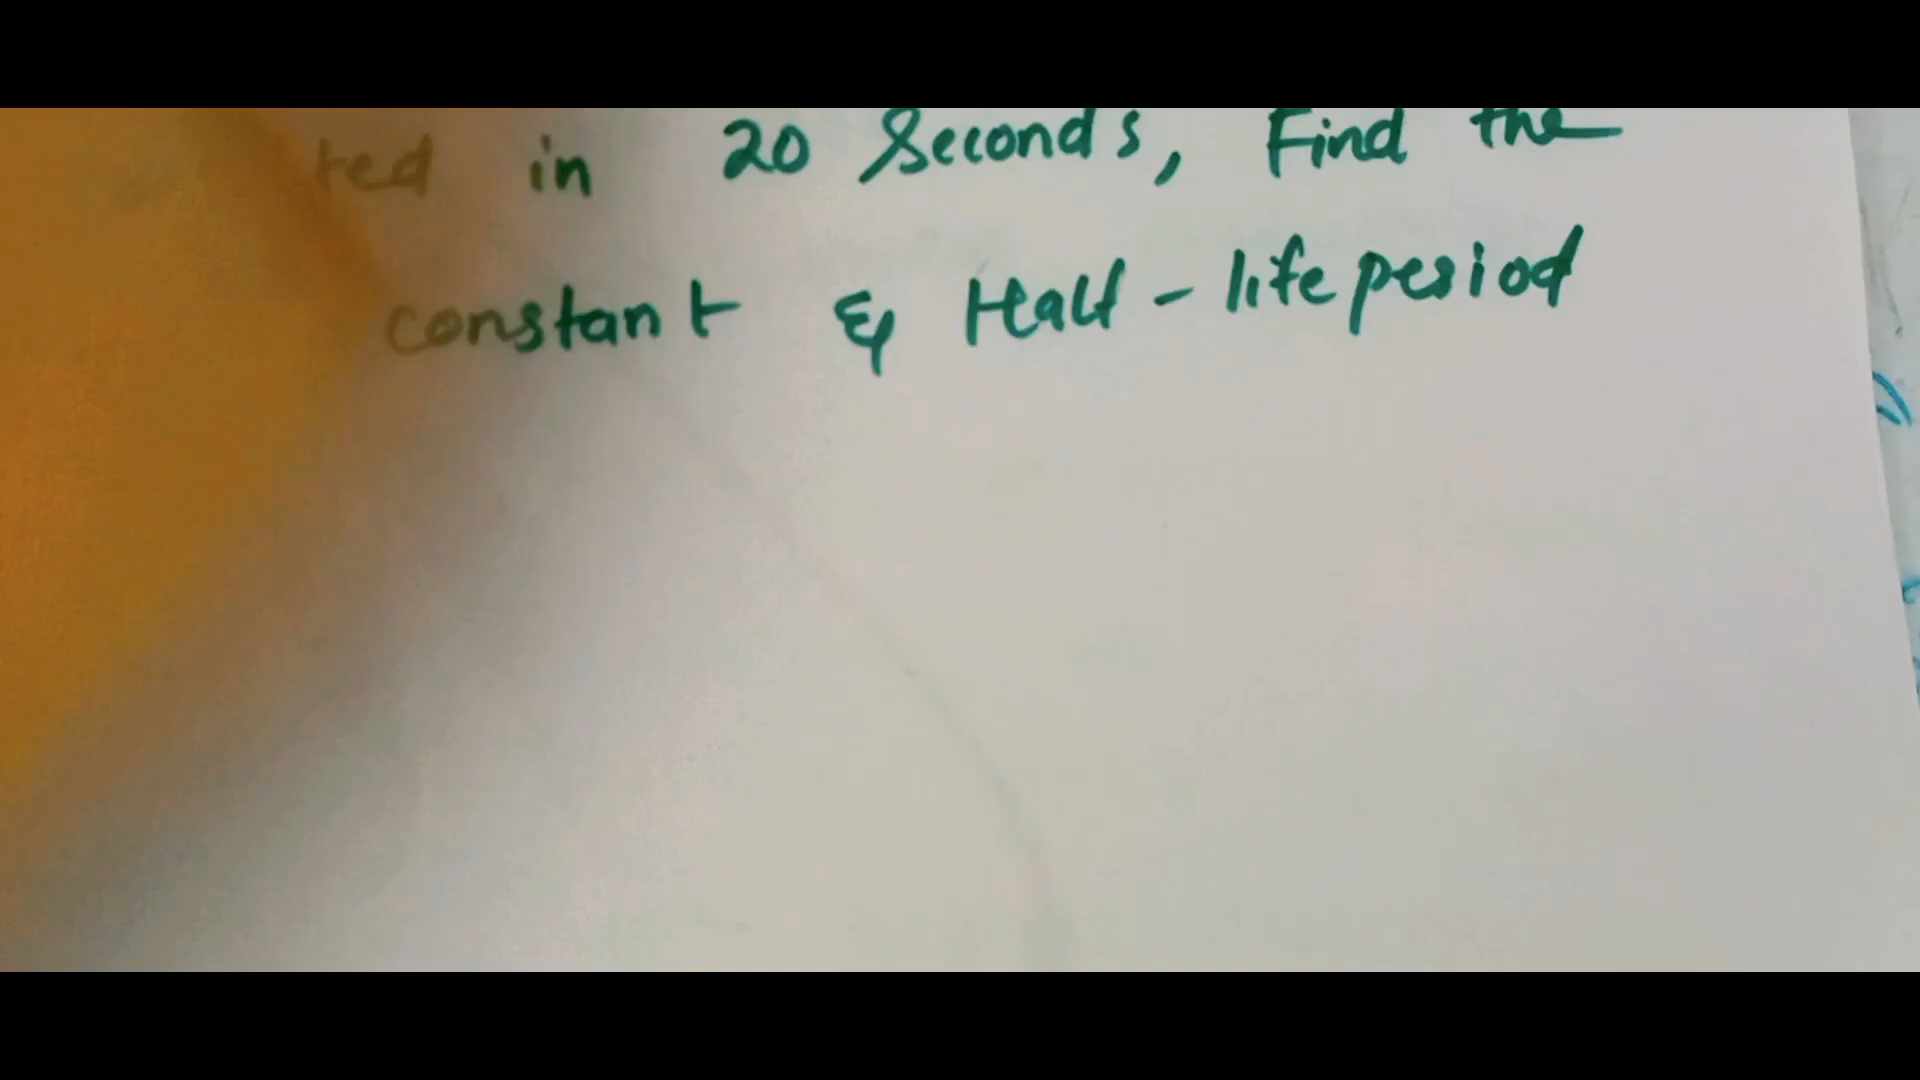 ted in 20 Seconds, Find the
constant & Half-life period